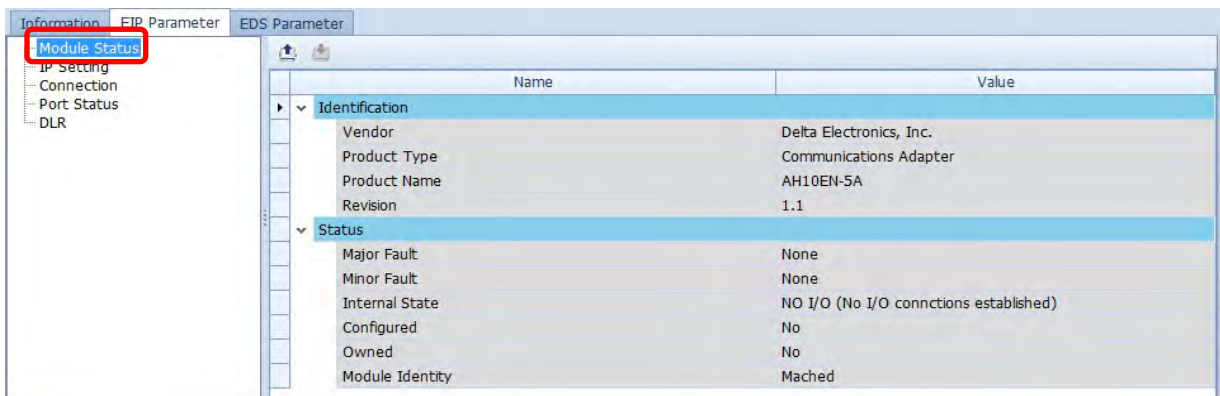 Information EIP Parameter EDS Parameter
Module Status
IP Setting
Connection
Port Status
DLR
Name Value
Identification
Vendor Delta Electronics, Inc.
Product Type Communications Adapter
Product Name AH10EN-5A
Revision 1.1
Status
Major Fault None
Minor Fault None
Internal State NO I/O (No I/O connctions established)
Configured No
Owned No
Module Identity Mached